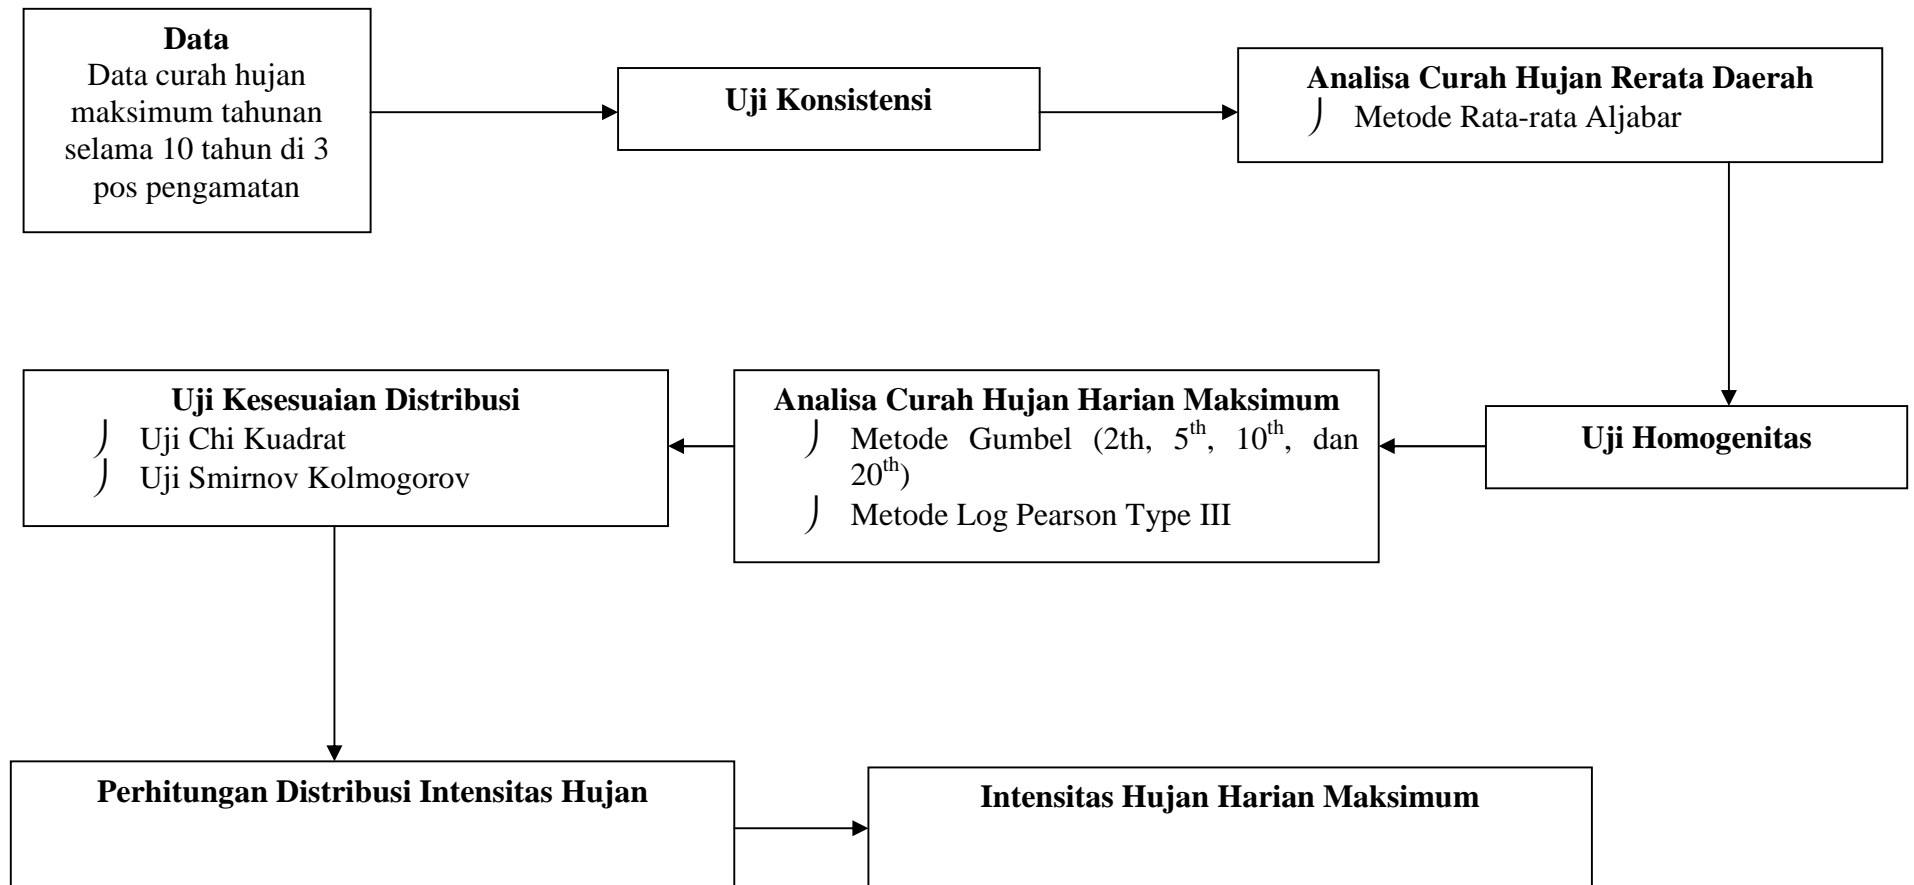 Data
Data curah hujan
maksimum tahunan
selama 10 tahun di 3
pos pengamatan
Uji Konsistensi
Analisa Curah Hujan Rerata Daerah
Metode Rata-rata Aljabar
Uji Homogenitas
Analisa Curah Hujan Harian Maksimum
Metode Gumbel (2th, 5th, 10th, dan
20th)
Metode Log Pearson Type III
Uji Kesesuaian Distribusi
Uji Chi Kuadrat
Uji Smirnov Kolmogorov
Perhitungan Distribusi Intensitas Hujan
Intensitas Hujan Harian Maksimum